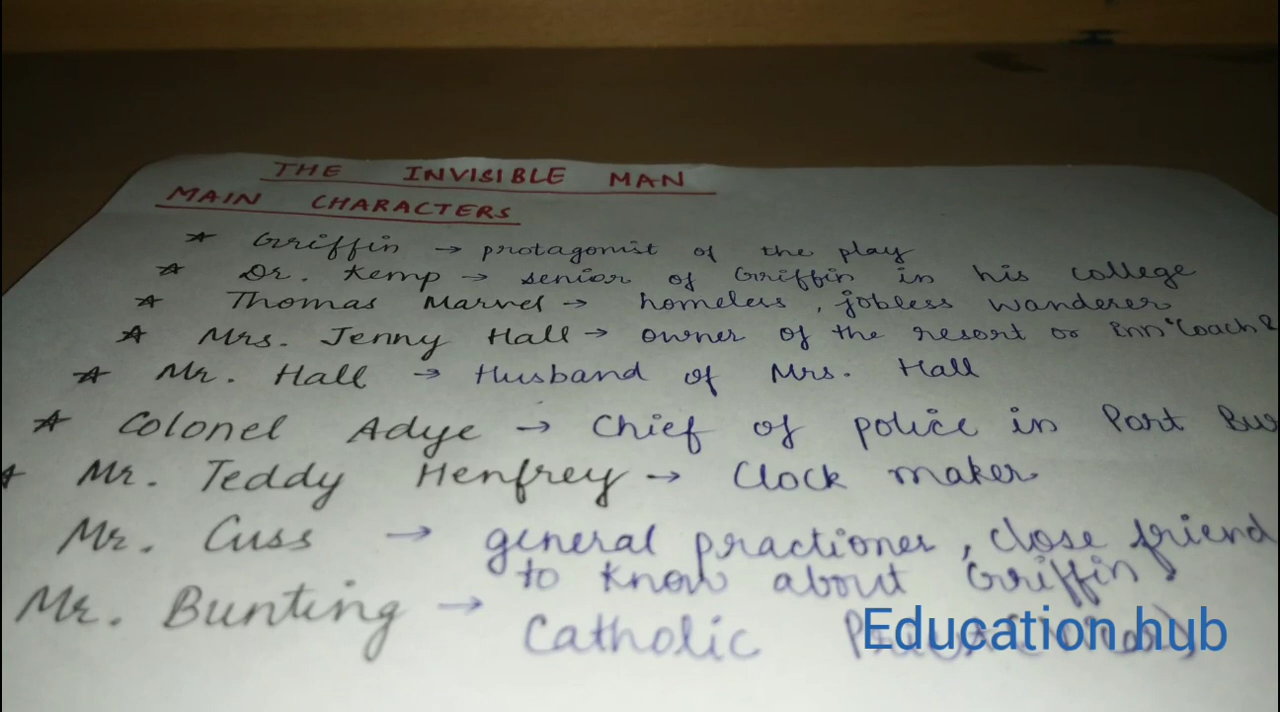 THE INVISIBLE MAN
MAIN CHARACTERS
☆ Griffin → protagonist of the play
☆ Dr. Kemp → senior of Griffin in his college
☆ Thomas Marvel → homeless, jobless wanderer
☆ Mrs. Jenny Hall → owner of the resort or Inn "Coach &
☆ Mr. Hall → Husband of Mrs. Hall
☆ Colonel Adye → Chief of police in Port Bur
☆ Mr. Teddy Henfrey → Clock maker
Mr. Cuss → general practioner, close friend
to know about Griffin
Mr. Bunting → Catholic
Education hub